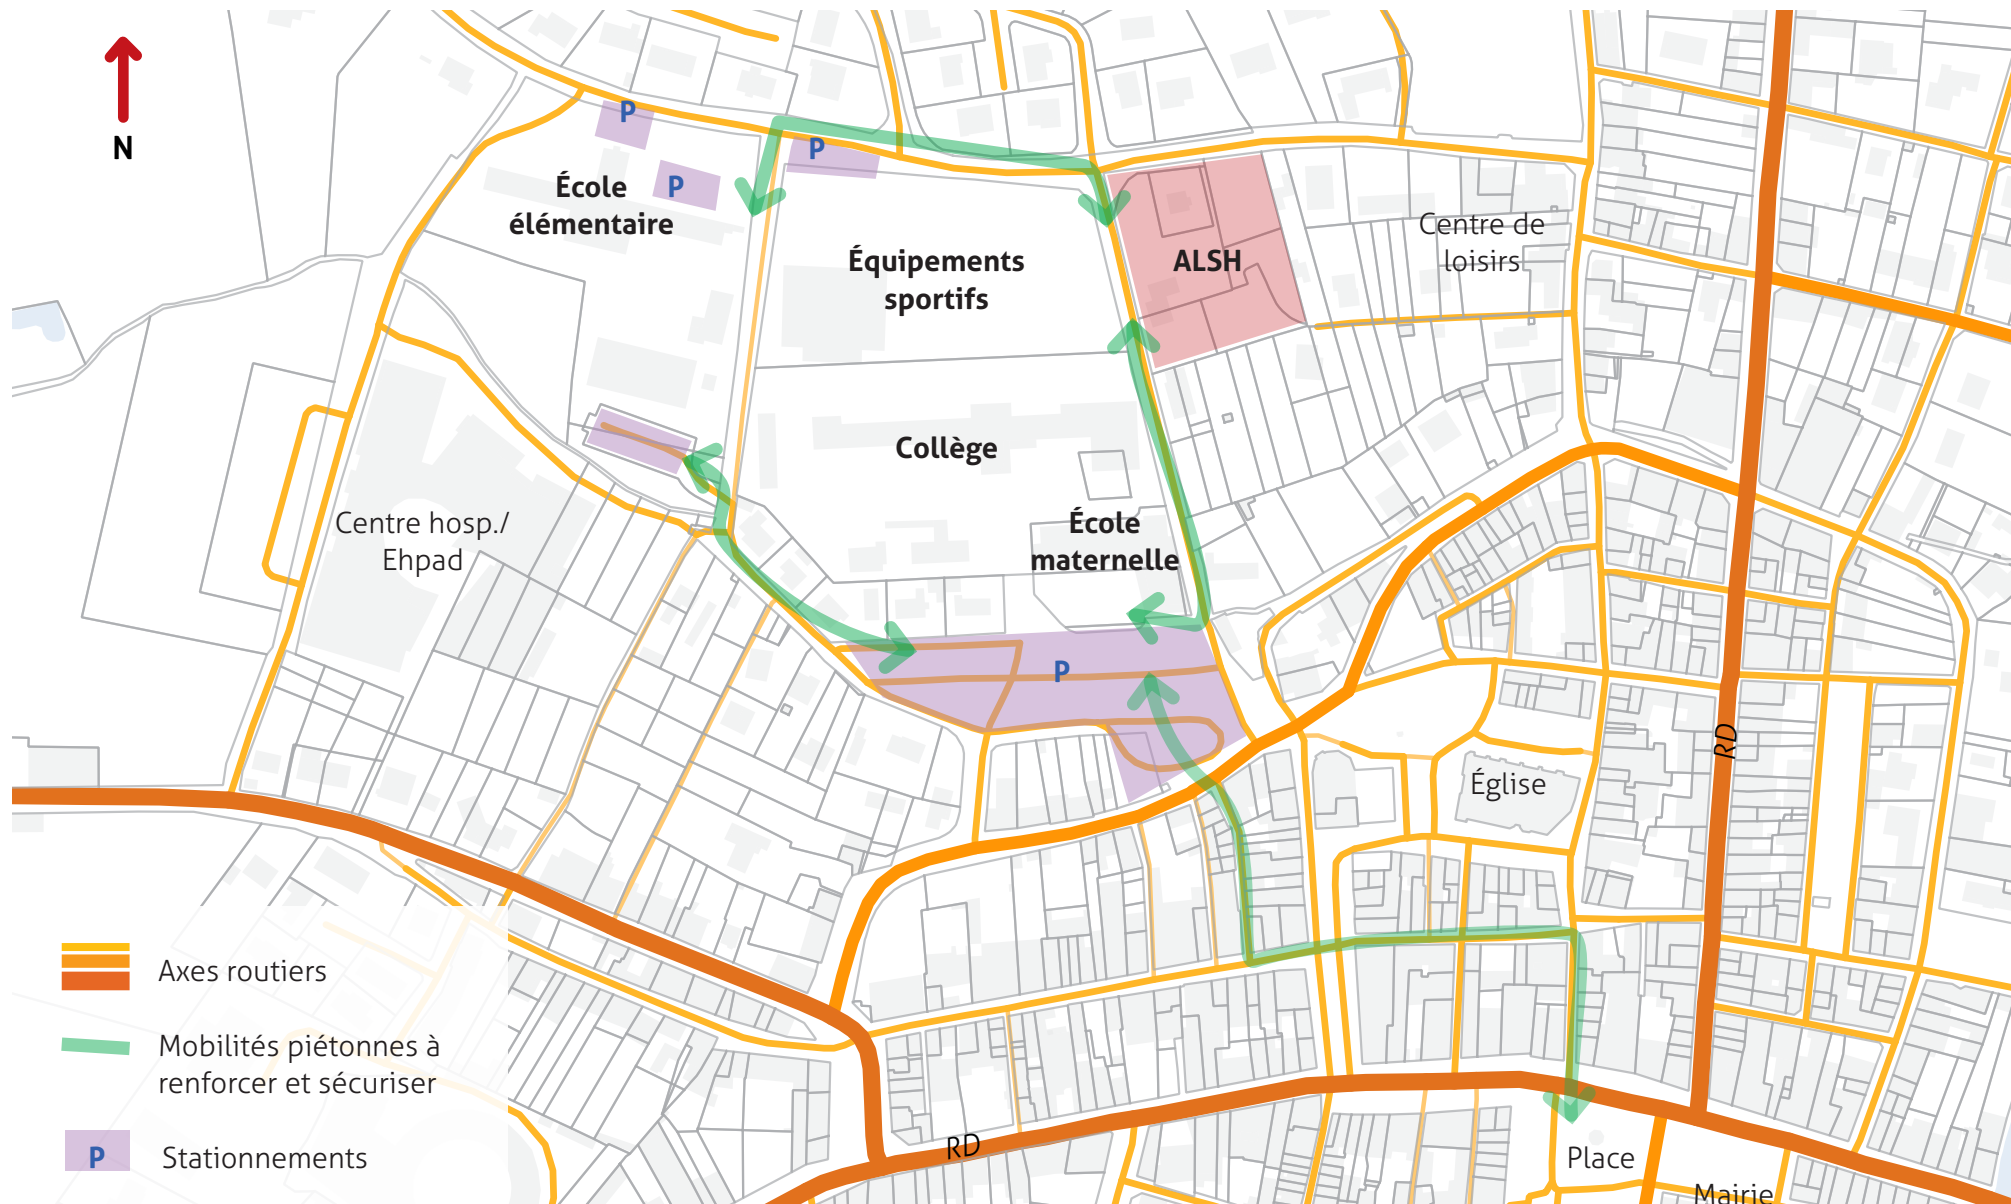 N
P
P
P
École
élémentaire
Équipements
sportifs
ALSH
Centre de
loisirs
Collège
Centre hosp./
Ehpad
École
maternelle
P
RD
Église
Axes routiers
Mobilités piétonnes à
renforcer et sécuriser
P
Stationnements
RD
Place
Mairie